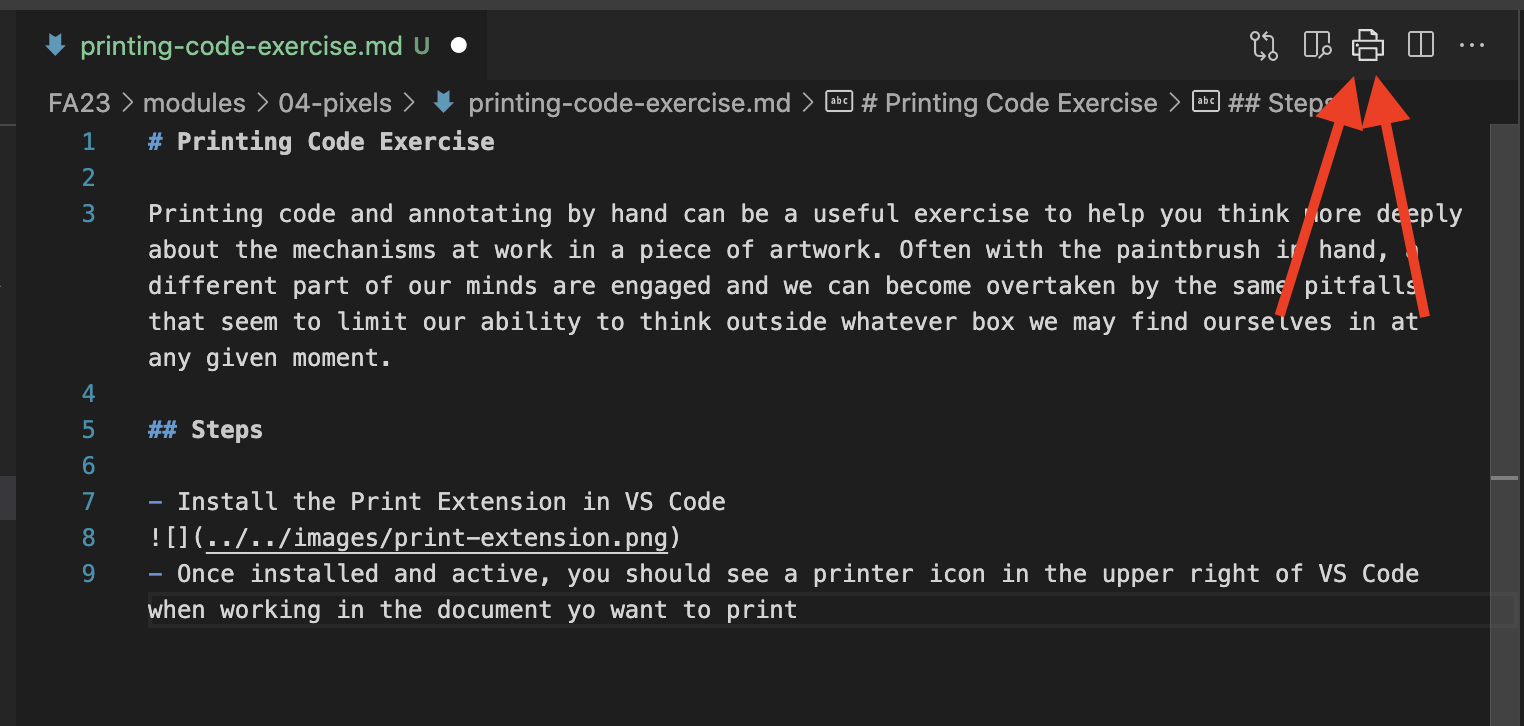 printing-code-exercise.md U
FA23 > modules > 04-pixels > printing-code-exercise.md > abc # Printing Code Exercise > abc ## Steps
1 # Printing Code Exercise
2
3 Printing code and annotating by hand can be a useful exercise to help you think more deeply
about the mechanisms at work in a piece of artwork. Often with the paintbrush in hand, a
different part of our minds are engaged and we can become overtaken by the same pitfalls
that seem to limit our ability to think outside whatever box we may find ourselves in at
any given moment.
4
5 ## Steps
6
7 - Install the Print Extension in VS Code
8 ![](../../images/print-extension.png)
9 - Once installed and active, you should see a printer icon in the upper right of VS Code
when working in the document yo want to print